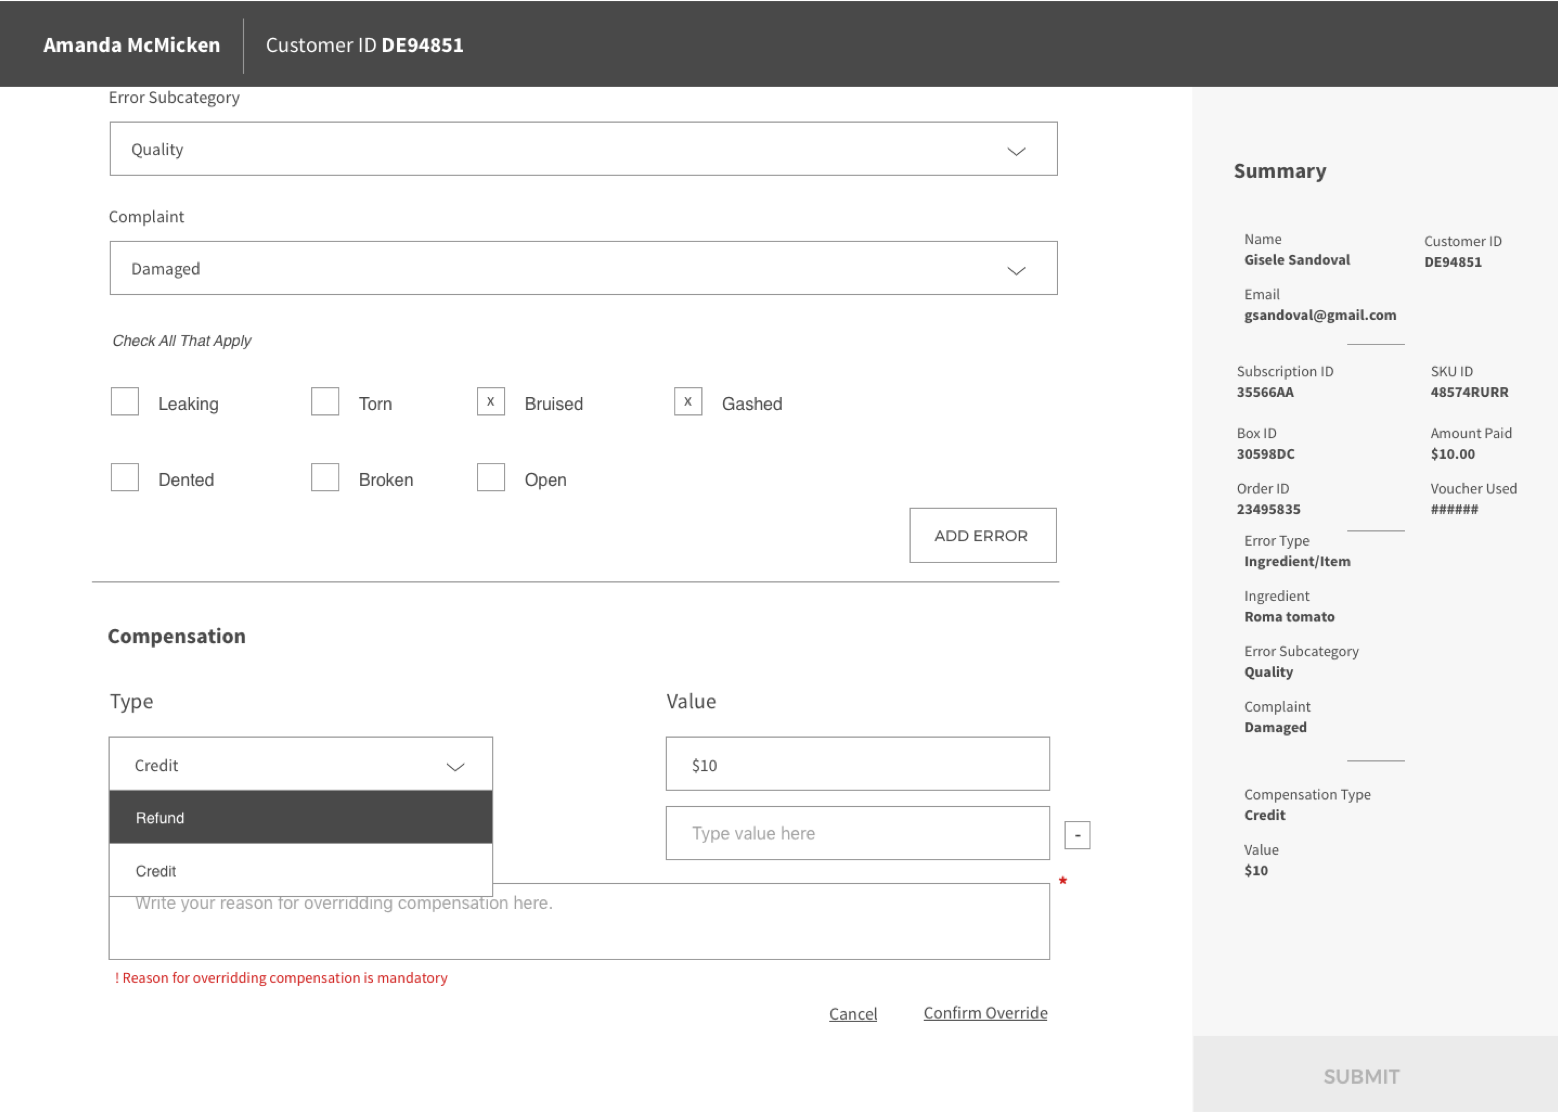 Amanda McMicken
Customer ID DE94851
Error Subcategory
Quality
Complaint
Damaged
Check All That Apply
Leaking
Torn
x Bruised
x Gashed
Dented
Broken
Open
ADD ERROR
Compensation
Type
Value
Credit
$10
Refund
Type value here
-
Credit
*
Write your reason for overridding compensation here.
! Reason for overridding compensation is mandatory
Cancel
Confirm Override
Summary
Name
Gisele Sandoval
Customer ID
DE94851
Email
gsandoval@gmail.com
Subscription ID
35566AA
SKU ID
48574RURR
Box ID
30598DC
Amount Paid
$10.00
Order ID
23495835
Voucher Used
######
Error Type
Ingredient/Item
Ingredient
Roma tomato
Error Subcategory
Quality
Complaint
Damaged
Compensation Type
Credit
Value
$10
SUBMIT